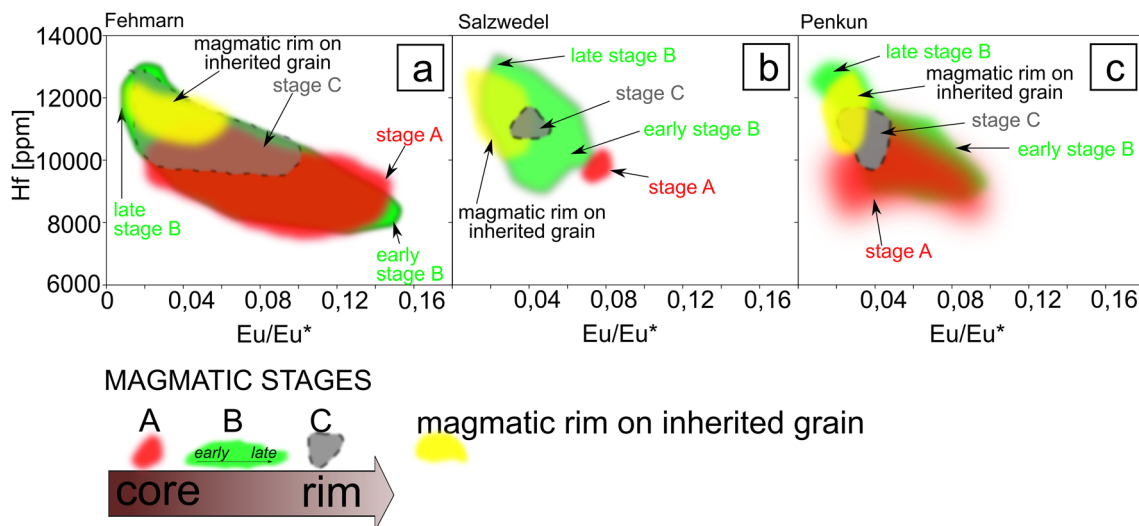 Fehmarn
Salzwedel
Penkun
14000
12000
10000
8000
6000
Hf [ppm]
magmatic rim on
inherited grain
stage C
stage A
late
stage B
early
stage B
a
0
0,04
0,08
0,12
0,16
Eu/Eu*
late stage B
stage C
early stage B
stage A
magmatic rim on
inherited grain
b
0,04
0,08
0,12
0,16
Eu/Eu*
late stage B
magmatic rim on
inherited grain
stage C
early stage B
stage A
c
0,04
0,08
0,12
0,16
Eu/Eu*
MAGMATIC STAGES
A B C
magmatic rim on inherited grain
early late
core rim